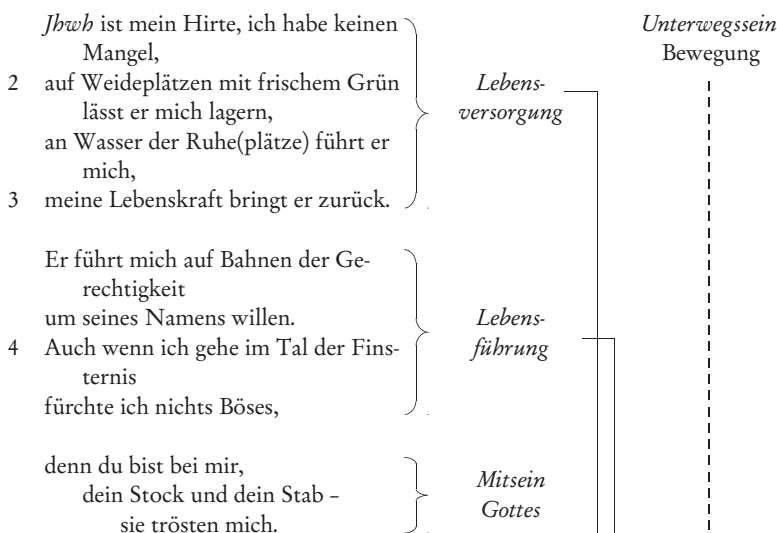 Jhwh ist mein Hirte, ich habe keinen
Mangel,
2 auf Weideplätzen mit frischem Grün
lässt er mich lagern,
an Wasser der Ruhe(plätze) führt er
mich,
3 meine Lebenskraft bringt er zurück.
Lebens-
versorgung
Er führt mich auf Bahnen der Ge-
rechtigkeit
um seines Namens willen.
4 Auch wenn ich gehe im Tal der Fins-
ternis
fürchte ich nichts Böses,
Lebens-
führung
denn du bist bei mir,
dein Stock und dein Stab –
sie trösten mich.
Mitsein
Gottes
Unterwegssein
Bewegung